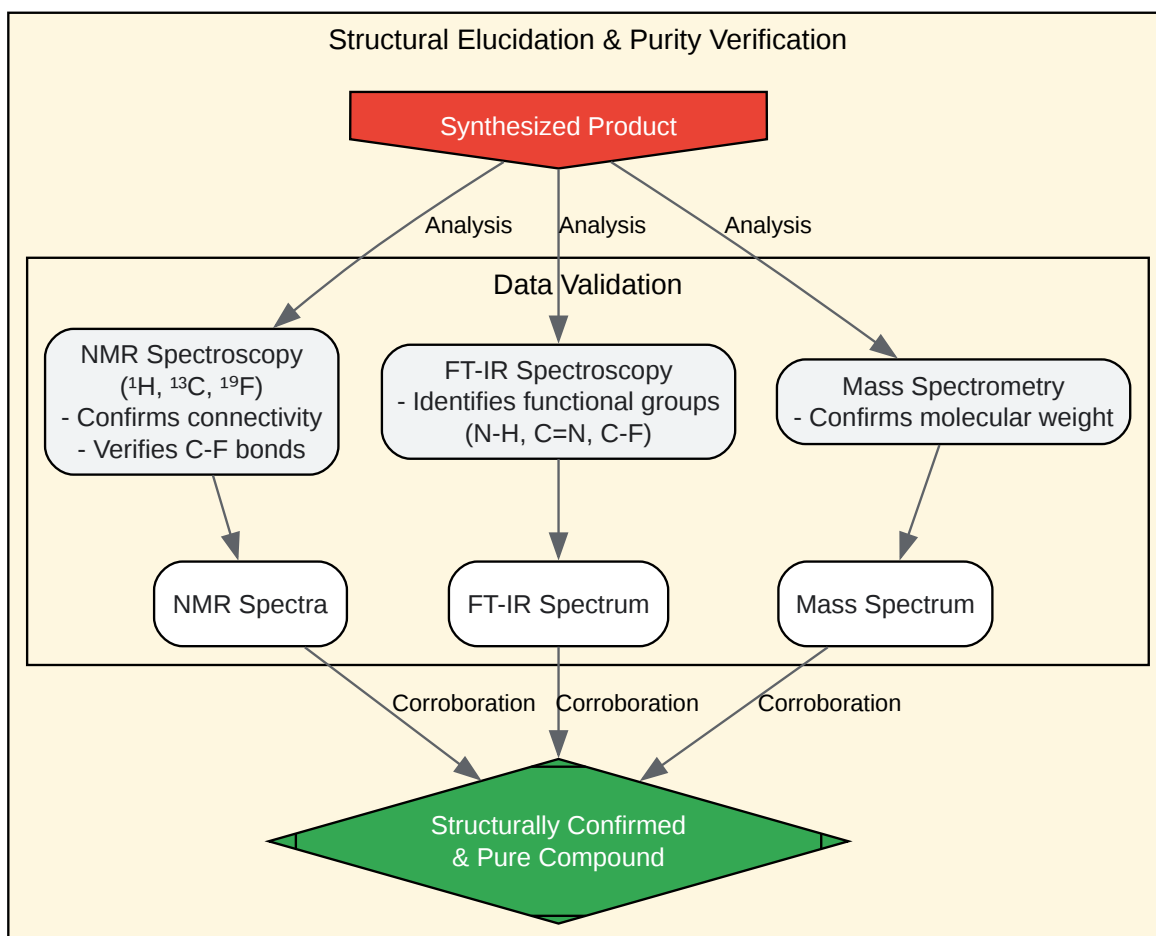 Structural Elucidation & Purity Verification
Synthesized Product
Analysis
Analysis
Analysis
Data Validation
NMR Spectroscopy
(¹H, ¹³C, ¹⁹F)
- Confirms connectivity
- Verifies C-F bonds
FT-IR Spectroscopy
- Identifies functional groups
(N-H, C=N, C-F)
Mass Spectrometry
- Confirms molecular weight
NMR Spectra
FT-IR Spectrum
Mass Spectrum
Corroboration
Corroboration
Corroboration
Structurally Confirmed
& Pure Compound